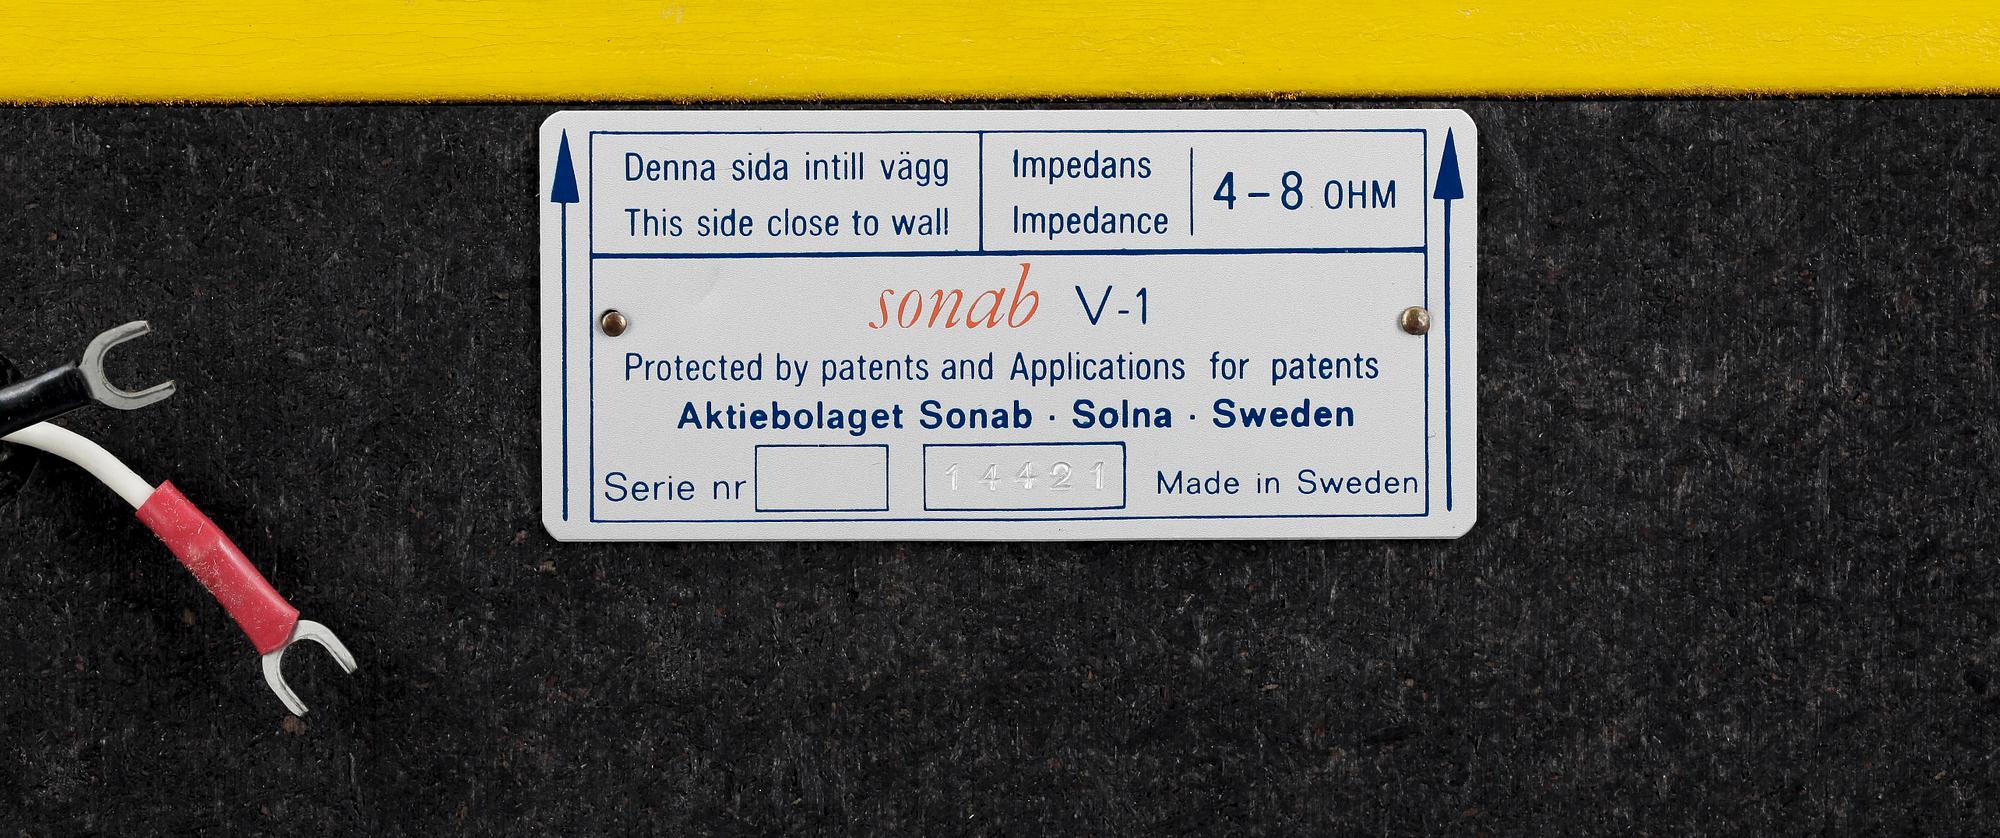 Denna sida intill vägg
This side close to wall
Impedans
Impedance
4-8 OHM
sonab V-1
Protected by patents and Applications for patents
Aktiebolaget Sonab · Solna · Sweden
Serie nr 14421 Made in Sweden